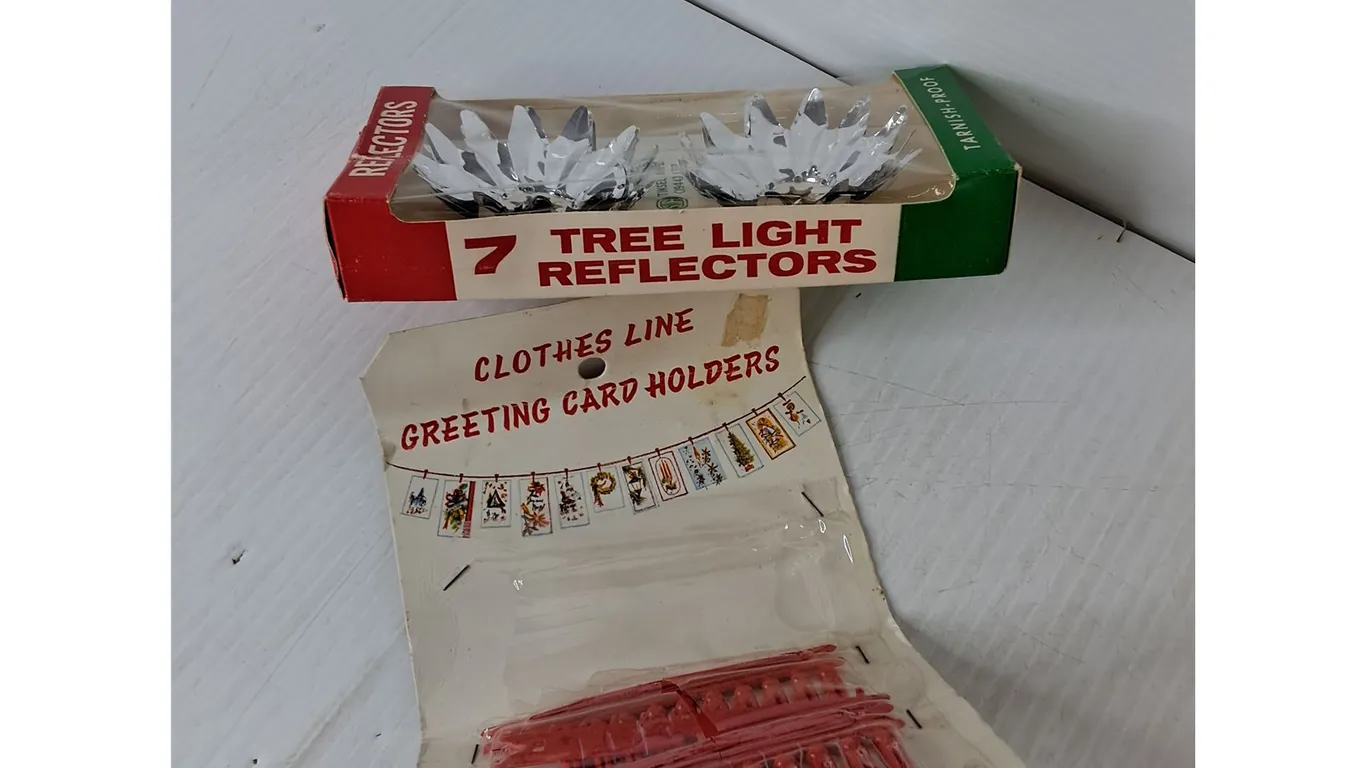 REFLECTORS
TARNISH-PROOF
7 TREE LIGHT
REFLECTORS
CLOTHES LINE
GREETING CARD HOLDERS